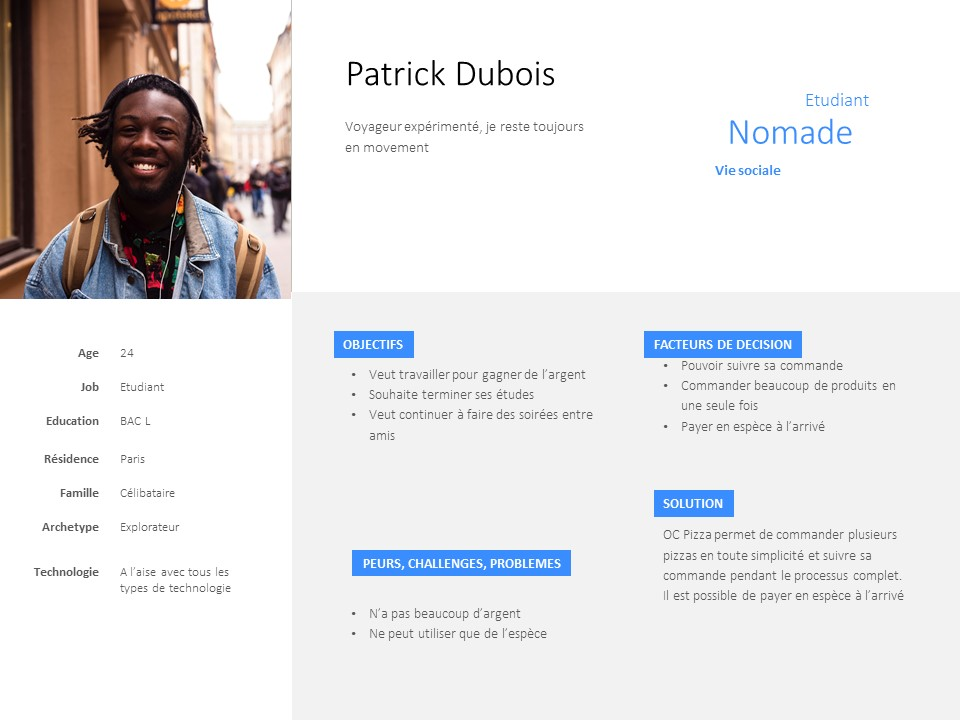 Patrick Dubois
Voyageur expérimenté, je reste toujours
en movement
Etudiant
Nomade
Vie sociale
Age 24
Job Etudiant
Education BAC L
Résidence Paris
Famille Célibataire
Archetype Explorateur
Technologie A l’aise avec tous les
types de technologie
OBJECTIFS
• Veut travailler pour gagner de l’argent
• Souhaite terminer ses études
• Veut continuer à faire des soirées entre
amis
PEURS, CHALLENGES, PROBLEMES
• N’a pas beaucoup d’argent
• Ne peut utiliser que de l’espèce
FACTEURS DE DECISION
• Pouvoir suivre sa commande
• Commander beaucoup de produits en
une seule fois
• Payer en espèce à l’arrivé
SOLUTION
OC Pizza permet de commander plusieurs
pizzas en toute simplicité et suivre sa
commande pendant le processus complet.
Il est possible de payer en espèce à l’arrivé